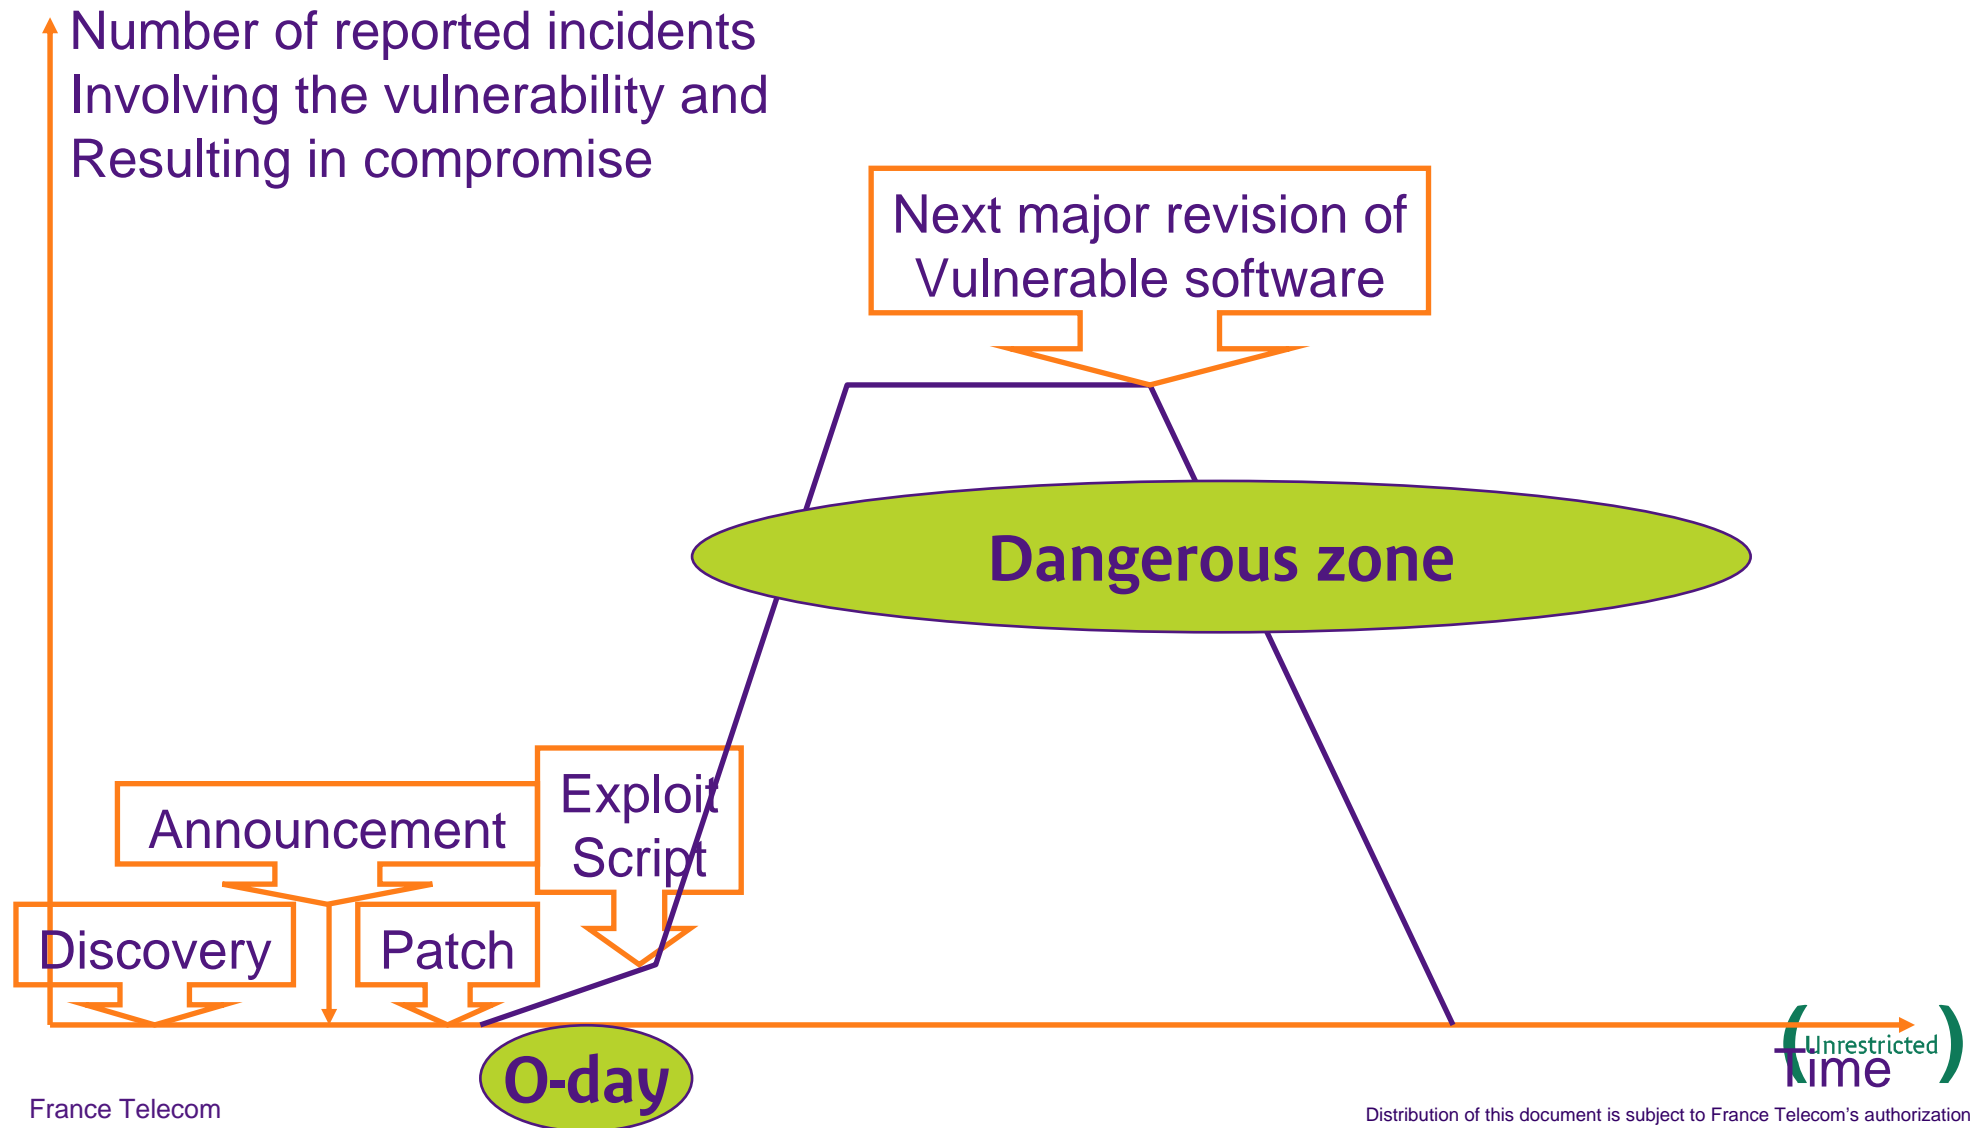 Number of reported incidents
Involving the vulnerability and
Resulting in compromise
Next major revision of
Vulnerable software
Dangerous zone
Exploit
Script
Announcement
Discovery
Patch
O-day
Unrestricted
Time
France Telecom
Distribution of this document is subject to France Telecom's authorization